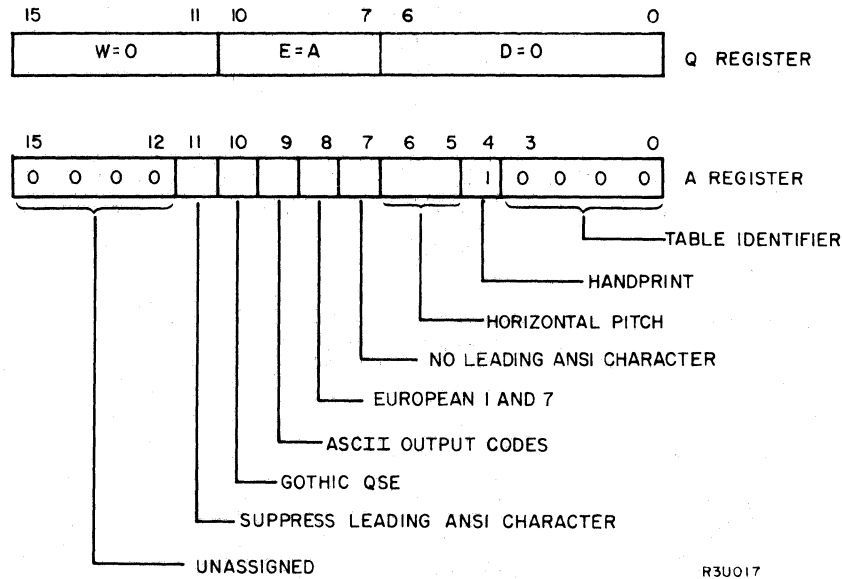 15 11 10 7 6 0
W=0 E=A D=0 Q REGISTER
15 12 11 10 9 8 7 6 5 4 3 0
0 0 0 0 1 0 0 0 0 A REGISTER
TABLE IDENTIFIER
HANDPRINT
HORIZONTAL PITCH
NO LEADING ANSI CHARACTER
EUROPEAN 1 AND 7
ASCII OUTPUT CODES
GOTHIC QSE
SUPPRESS LEADING ANSI CHARACTER
UNASSIGNED
R3U017